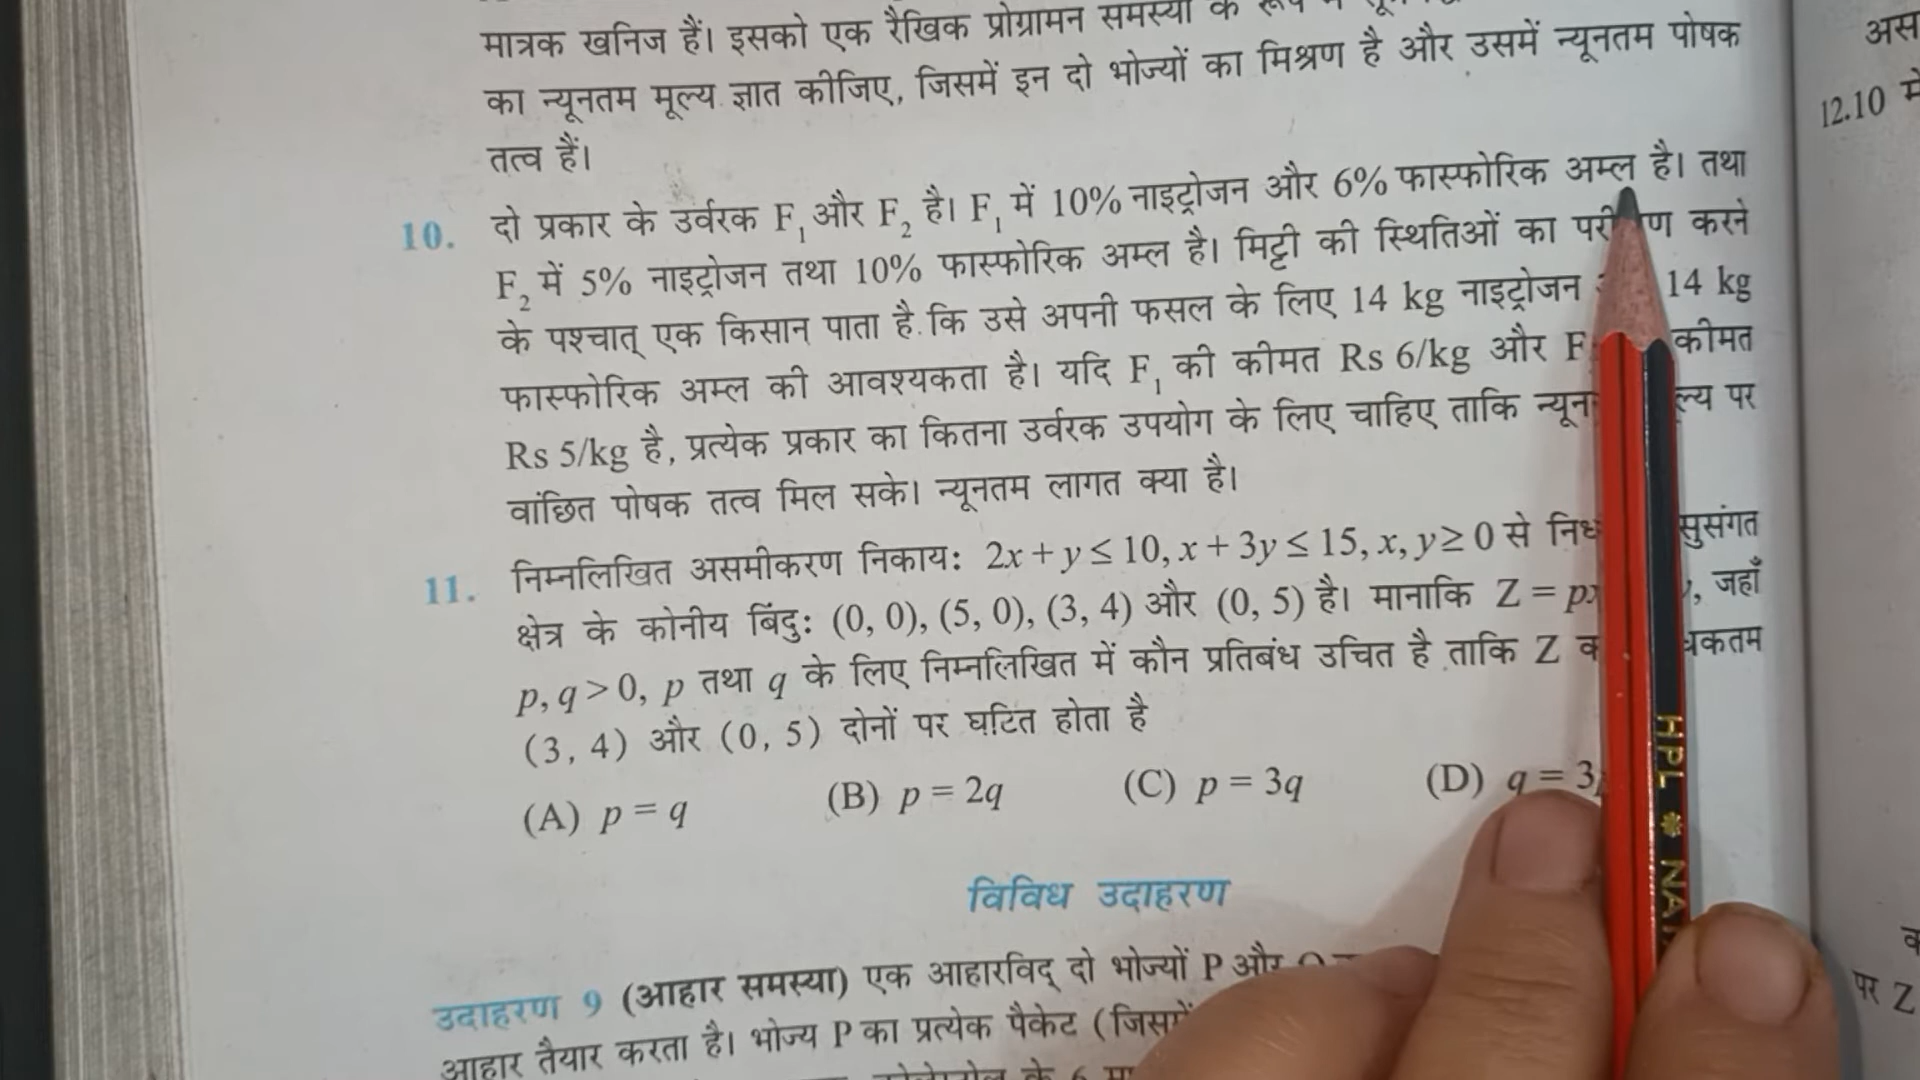 मात्रक खनिज हैं। इसको एक रैखिक प्रोग्रामन समस्या के रूप में
का न्यूनतम मूल्य ज्ञात कीजिए, जिसमें इन दो भोज्यों का मिश्रण है और उसमें न्यूनतम पोषक
तत्व हैं।
10. दो प्रकार के उर्वरक F₁ और F₂ है। F₁ में 10% नाइट्रोजन और 6% फास्फोरिक अम्ल है। तथा
F₂ में 5% नाइट्रोजन तथा 10% फास्फोरिक अम्ल है। मिट्टी की स्थितिओं का करने
के पश्चात् एक किसान पाता है कि उसे अपनी फसल के लिए 14 kg नाइट्रोजन 14 kg
फास्फोरिक अम्ल की आवश्यकता है। यदि F₁ की कीमत Rs 6/kg और F कीमत
Rs 5/kg है, प्रत्येक प्रकार का कितना उर्वरक उपयोग के लिए चाहिए ताकि पर
वांछित पोषक तत्व मिल सके। न्यूनतम लागत क्या है।
11. निम्नलिखित असमीकरण निकाय: 2x + y ≤ 10, x + 3y ≤ 15, x, y ≥ 0 से सुसंगत
क्षेत्र के कोनीय बिंदु: (0, 0), (5, 0), (3, 4) और (0, 5) है। मानाकि Z = p जहाँ
p, q > 0, p तथा q के लिए निम्नलिखित में कौन प्रतिबंध उचित है ताकि Z
(3, 4) और (0, 5) दोनों पर घटित होता है
(A) p = q (B) p = 2q (C) p = 3q (D) q = 3
विविध उदाहरण
उदाहरण 9 (आहार समस्या) एक आहारविद् दो भोज्यों P और
आहार तैयार करता है। भोज्य P का प्रत्येक पैकेट (जिसमें
के 6
12.10 में
पर Z
HPL